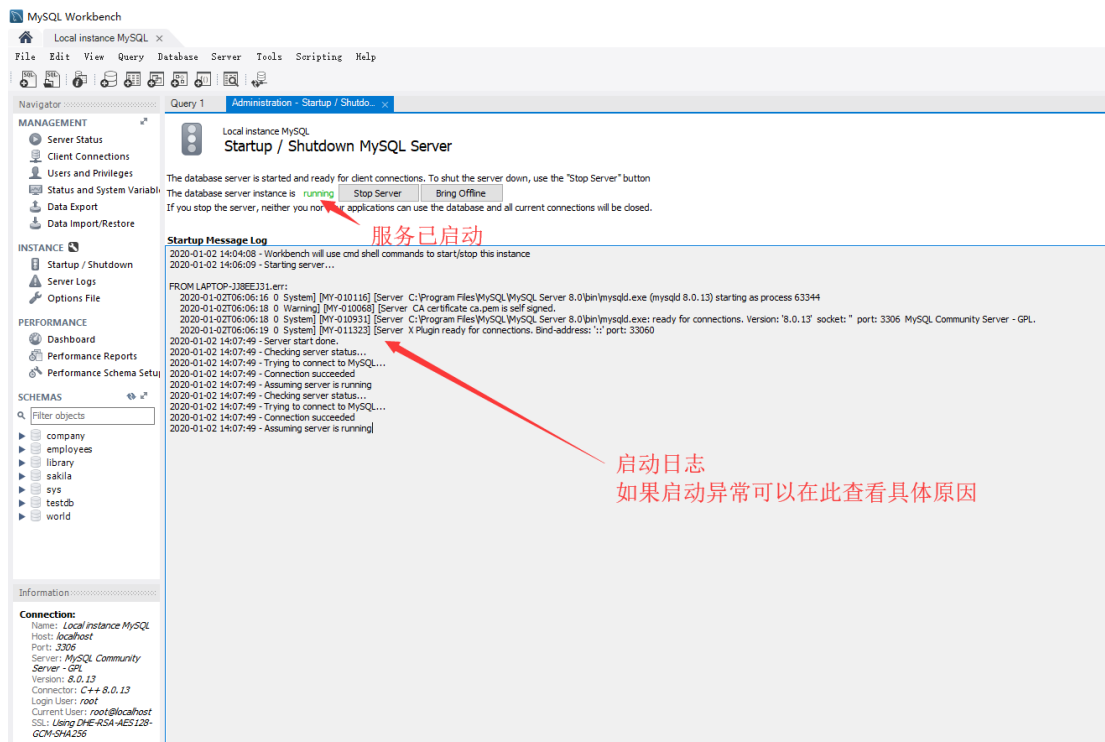 MySQL Workbench
Local instance MySQL ×
File Edit View Query Database Server Tools Scripting Help
Navigator
MANAGEMENT
Server Status
Client Connections
Users and Privileges
Status and System Variabl
Data Export
Data Import/Restore
INSTANCE
Startup / Shutdown
Server Logs
Options File
PERFORMANCE
Dashboard
Performance Reports
Performance Schema Setu
SCHEMAS
Filter objects
company
employees
library
sakila
sys
testdb
world
Information
Connection:
Name: Local instance MySQL
Host: localhost
Port: 3306
Server: MySQL Community
Server - GPL
Version: 8.0.13
Connector: C++ 8.0.13
Login User: root
Current User: root@localhost
SSL: Using DHE-RSA-AES128-
GCM-SHA256
Query 1 Administration - Startup / Shutdo... ×
Local instance MySQL
Startup / Shutdown MySQL Server
The database server is started and ready for client connections. To shut the server down, use the "Stop Server" button
The database server instance is running Stop Server Bring Offline
If you stop the server, neither you nor your applications can use the database and all current connections will be closed.
服务已启动
Startup Message Log
2020-01-02 14:04:08 - Workbench will use cmd shell commands to start/stop this instance
2020-01-02 14:06:09 - Starting server...
FROM LAPTOP-JJ8EEJ31.err:
2020-01-02T06:06:16 0 System] [MY-010116] [Server C:\Program Files\MySQL\MySQL Server 8.0\bin\mysqld.exe (mysqld 8.0.13) starting as process 63344
2020-01-02T06:06:18 0 Warning] [MY-010068] [Server CA certificate ca.pem is self signed.
2020-01-02T06:06:18 0 System] [MY-010931] [Server C:\Program Files\MySQL\MySQL Server 8.0\bin\mysqld.exe: ready for connections. Version: '8.0.13' socket: '' port: 3306 MySQL Community Server - GPL.
2020-01-02T06:06:19 0 System] [MY-011323] [Server X Plugin ready for connections. Bind-address: '::' port: 33060
2020-01-02 14:07:49 - Server start done.
2020-01-02 14:07:49 - Checking server status...
2020-01-02 14:07:49 - Trying to connect to MySQL...
2020-01-02 14:07:49 - Connection succeeded
2020-01-02 14:07:49 - Assuming server is running
2020-01-02 14:07:49 - Checking server status...
2020-01-02 14:07:49 - Trying to connect to MySQL...
2020-01-02 14:07:49 - Connection succeeded
2020-01-02 14:07:49 - Assuming server is running
启动日志
如果启动异常可以在此查看具体原因